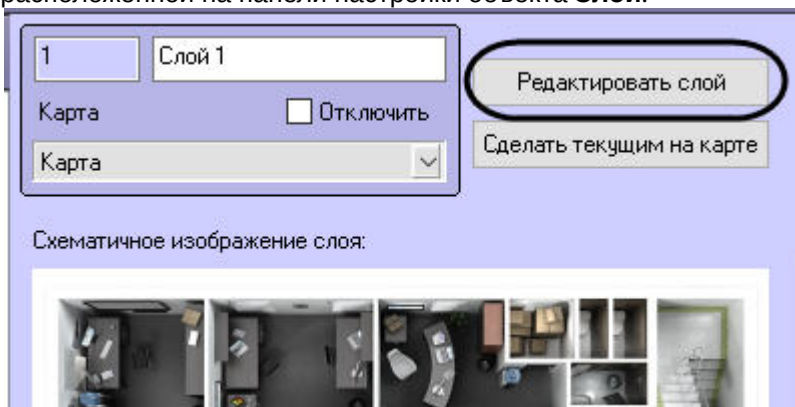 расположенной на панели настройки объекта Слой.
1
Слой 1
Редактировать слой
Карта
Отключить
Сделать текущим на карте
Карта
Схематичное изображение слоя: